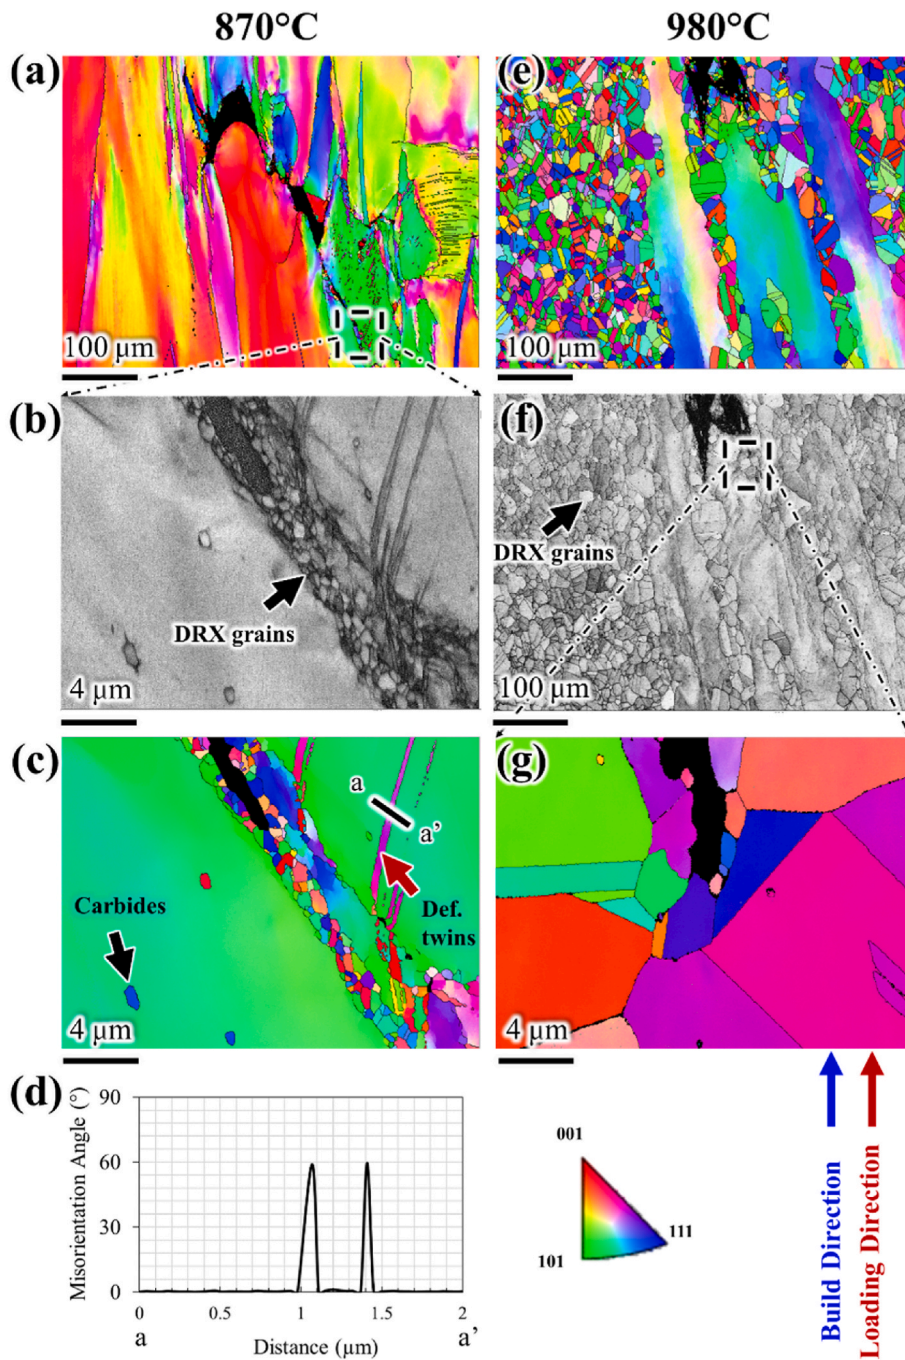 870°C
980°C
(a)
100 µm
(e)
100 µm
(b)
DRX grains
4 µm
(f)
DRX grains
100 µm
(c)
a
a’
Carbides
Def.
twins
4 µm
(g)
4 µm
(d)
Misorientation Angle (°)
90
60
30
0
0
0.5
1
1.5
2
a
Distance (µm)
a’
001
101
111
Build Direction
Loading Direction